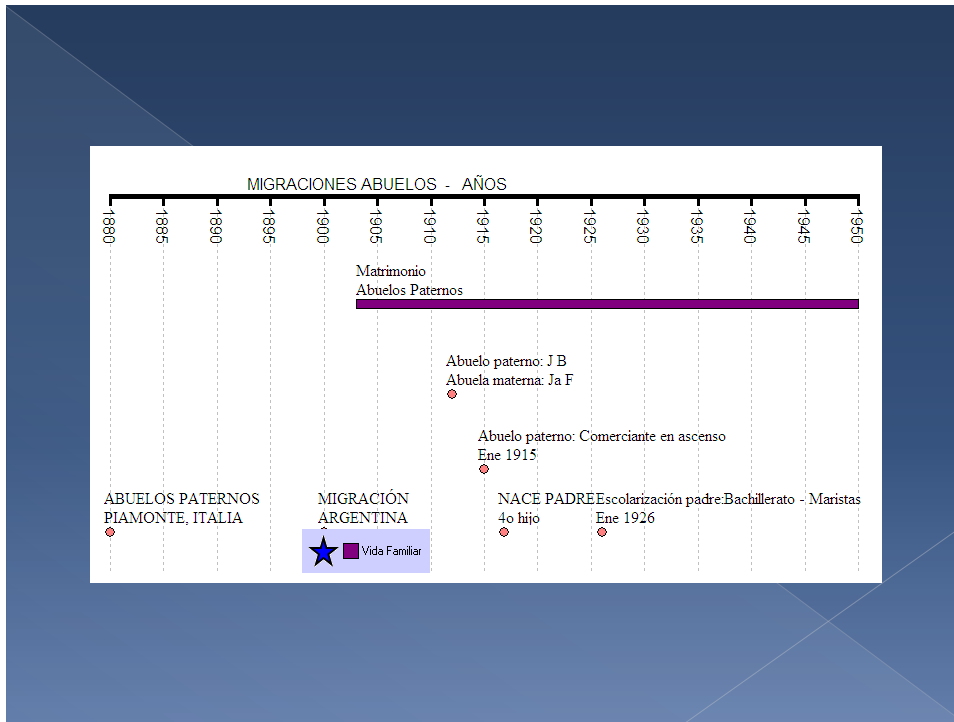 MIGRACIONES ABUELOS - AÑOS
1880
1885
1890
1895
1900
1905
1910
1915
1920
1925
1930
1935
1940
1945
1950
Matrimonio
Abuelos Paternos
Abuelo paterno: J B
Abuela materna: Ja F
Abuelo paterno: Comerciante en ascenso
Ene 1915
ABUELOS PATERNOS
PIAMONTE, ITALIA
MIGRACIÓN
ARGENTINA
NACE PADRE
4o hijo
Escolarización padre:Bachillerato - Maristas
Ene 1926
Vida Familiar